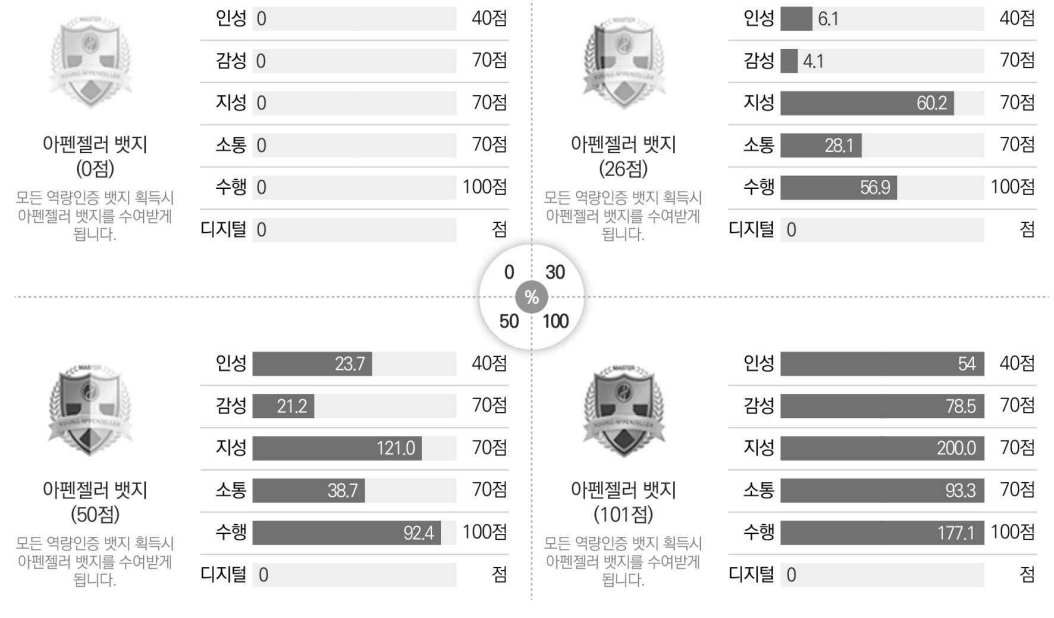 인성 0 40점
감성 0 70점
지성 0 70점
소통 0 70점
수행 0 100점
디지털 0 점
MASTER
YOUNG APPENZELLER
아펜젤러 뱃지
(0점)
모든 역량인증 뱃지 획득시
아펜젤러 뱃지를 수여받게
됩니다.
인성 6.1 40점
감성 4.1 70점
지성 60.2 70점
소통 28.1 70점
수행 56.9 100점
디지털 0 점
MASTER
YOUNG APPENZELLER
아펜젤러 뱃지
(26점)
모든 역량인증 뱃지 획득시
아펜젤러 뱃지를 수여받게
됩니다.
0 30
%
50 100
인성 23.7 40점
감성 21.2 70점
지성 121.0 70점
소통 38.7 70점
수행 92.4 100점
디지털 0 점
MASTER
YOUNG APPENZELLER
아펜젤러 뱃지
(50점)
모든 역량인증 뱃지 획득시
아펜젤러 뱃지를 수여받게
됩니다.
인성 54 40점
감성 78.5 70점
지성 200.0 70점
소통 93.3 70점
수행 177.1 100점
디지털 0 점
MASTER
YOUNG APPENZELLER
아펜젤러 뱃지
(101점)
모든 역량인증 뱃지 획득시
아펜젤러 뱃지를 수여받게
됩니다.